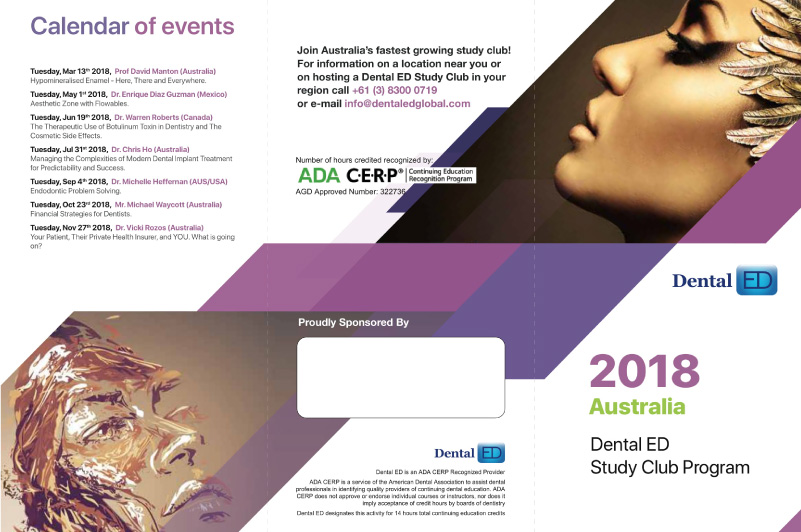 Calendar of events
Tuesday, Mar 13th 2018, Prof David Manton (Australia)
Hypomineralised Enamel - Here, There and Everywhere.
Tuesday, May 1st 2018, Dr. Enrique Diaz Guzman (Mexico)
Aesthetic Zone with Flowables.
Tuesday, Jun 19th 2018, Dr. Warren Roberts (Canada)
The Therapeutic Use of Botulinum Toxin in Dentistry and The
Cosmetic Side Effects.
Tuesday, Jul 31st 2018, Dr. Chris Ho (Australia)
Managing the Complexities of Modern Dental Implant Treatment
for Predictability and Success.
Tuesday, Sep 4th 2018, Dr. Michelle Heffernan (AUS/USA)
Endodontic Problem Solving.
Tuesday, Oct 23rd 2018, Mr. Michael Waycott (Australia)
Financial Strategies for Dentists.
Tuesday, Nov 27th 2018, Dr. Vicki Rozos (Australia)
Your Patient, Their Private Health Insurer, and YOU. What is going
on?
Join Australia's fastest growing study club!
For information on a location near you or
on hosting a Dental ED Study Club in your
region call +61 (3) 8300 0719
or e-mail info@dentaledglobal.com
Number of hours credited recognized by:
ADA C·E·R·P® Continuing Education
Recognition Program
AGD Approved Number: 322736
Proudly Sponsored By
Dental ED
Dental ED is an ADA CERP Recognized Provider
ADA CERP is a service of the American Dental Association to assist dental
professionals in identifying quality providers of continuing dental education. ADA
CERP does not approve or endorse individual courses or instructors, nor does it
imply acceptance of credit hours by boards of dentistry
Dental ED designates this activity for 14 hours total continuing education credits
Dental ED
2018
Australia
Dental ED
Study Club Program